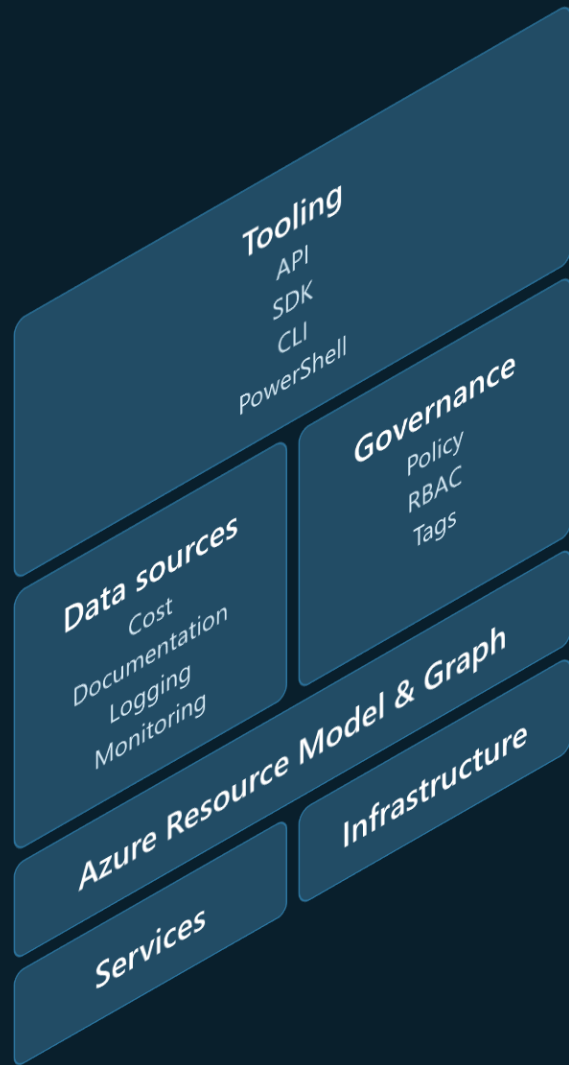 Tooling
API
SDK
CLI
PowerShell
Data sources
Cost
Documentation
Logging
Monitoring
Governance
Policy
RBAC
Tags
Azure Resource Model & Graph
Services
Infrastructure